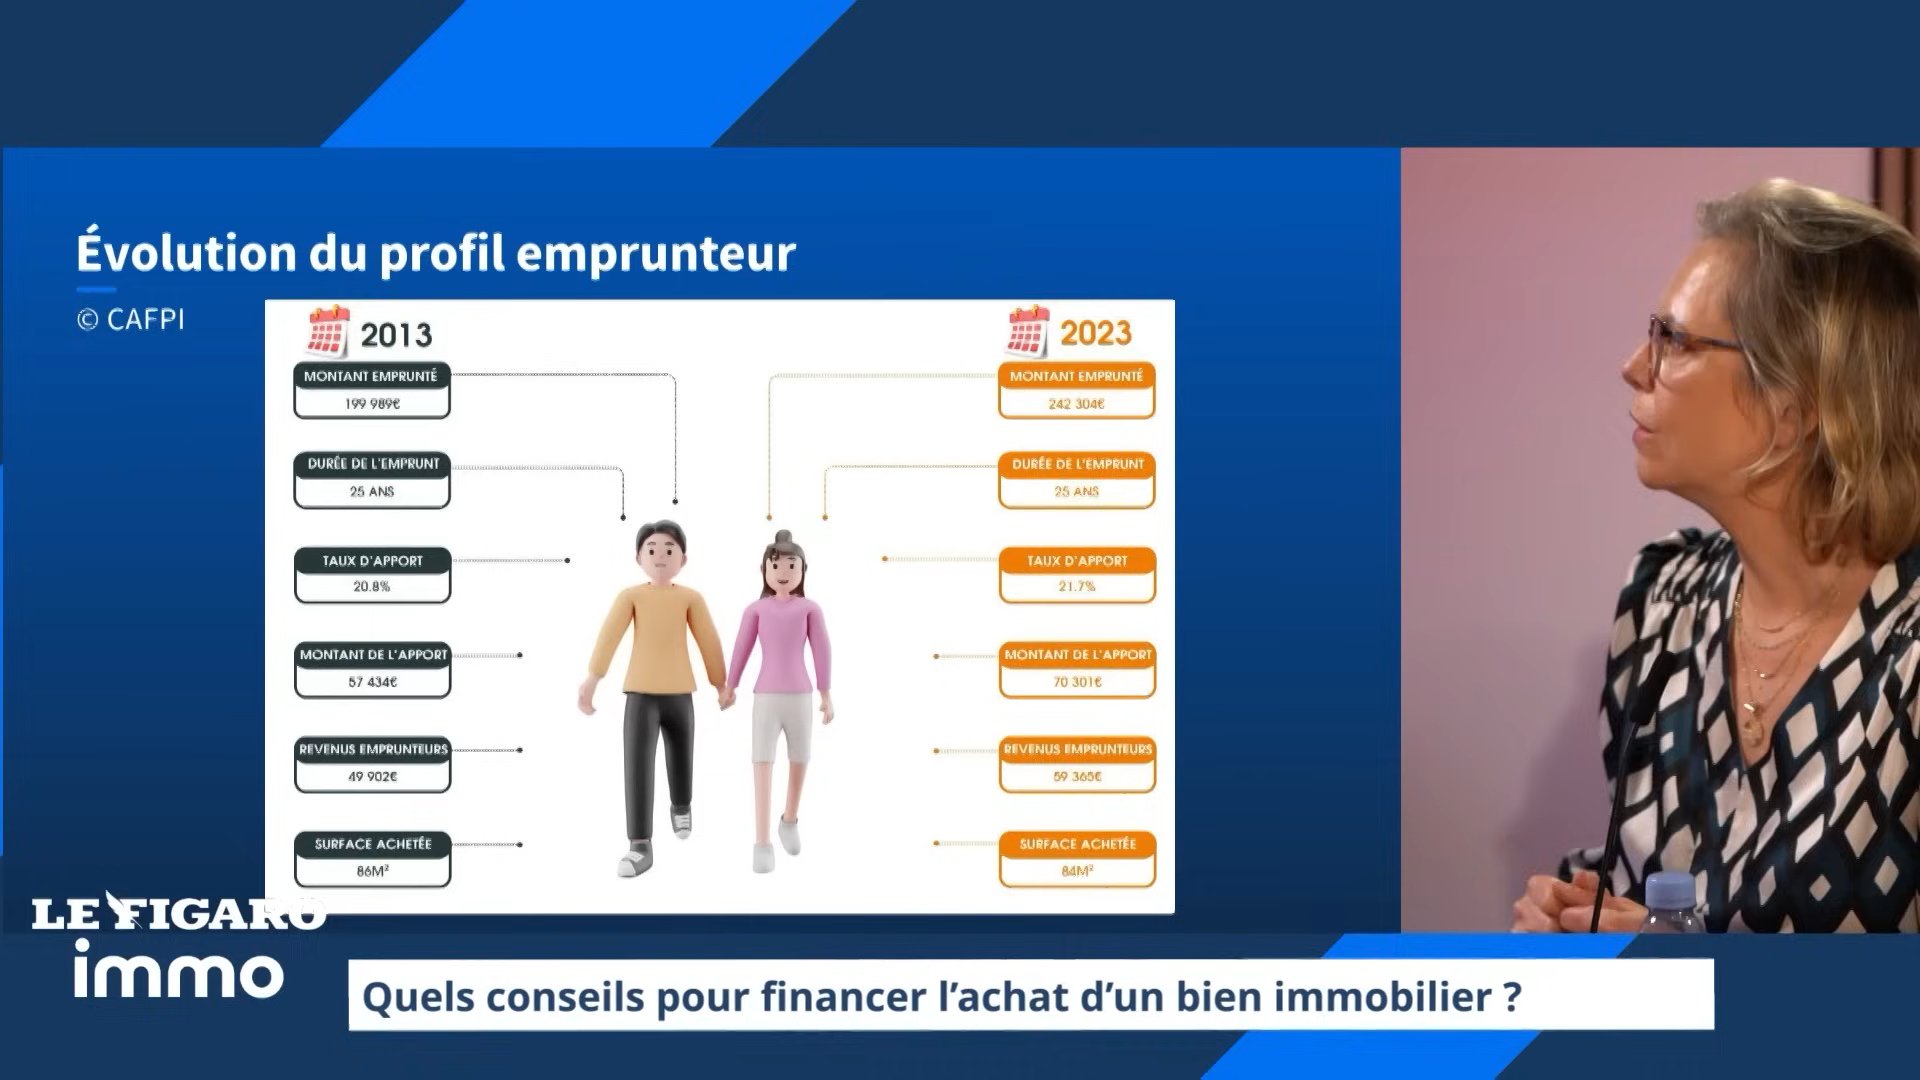 Évolution du profil emprunteur
© CAFPI
2013
MONTANT EMPRUNTÉ
199 989€
DURÉE DE L'EMPRUNT
25 ANS
TAUX D'APPORT
20.8%
MONTANT DE L'APPORT
57 434€
REVENUS EMPRUNTEURS
49 902€
SURFACE ACHETÉE
86M²
2023
MONTANT EMPRUNTÉ
242 304€
DURÉE DE L'EMPRUNT
25 ANS
TAUX D'APPORT
21.7%
MONTANT DE L'APPORT
70 301€
REVENUS EMPRUNTEURS
59 365€
SURFACE ACHETÉE
84M²
LE FIGARO
immo
Quels conseils pour financer l’achat d’un bien immobilier ?